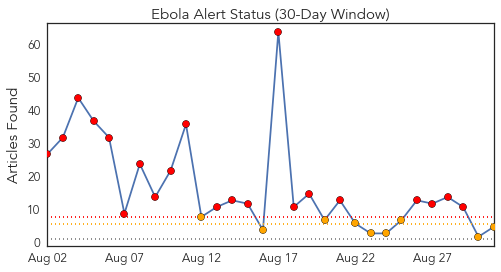 Ebola Alert Status (30-Day Window)
Articles Found
60
50
40
30
20
10
0
Aug 02
Aug 07
Aug 12
Aug 17
Aug 22
Aug 27